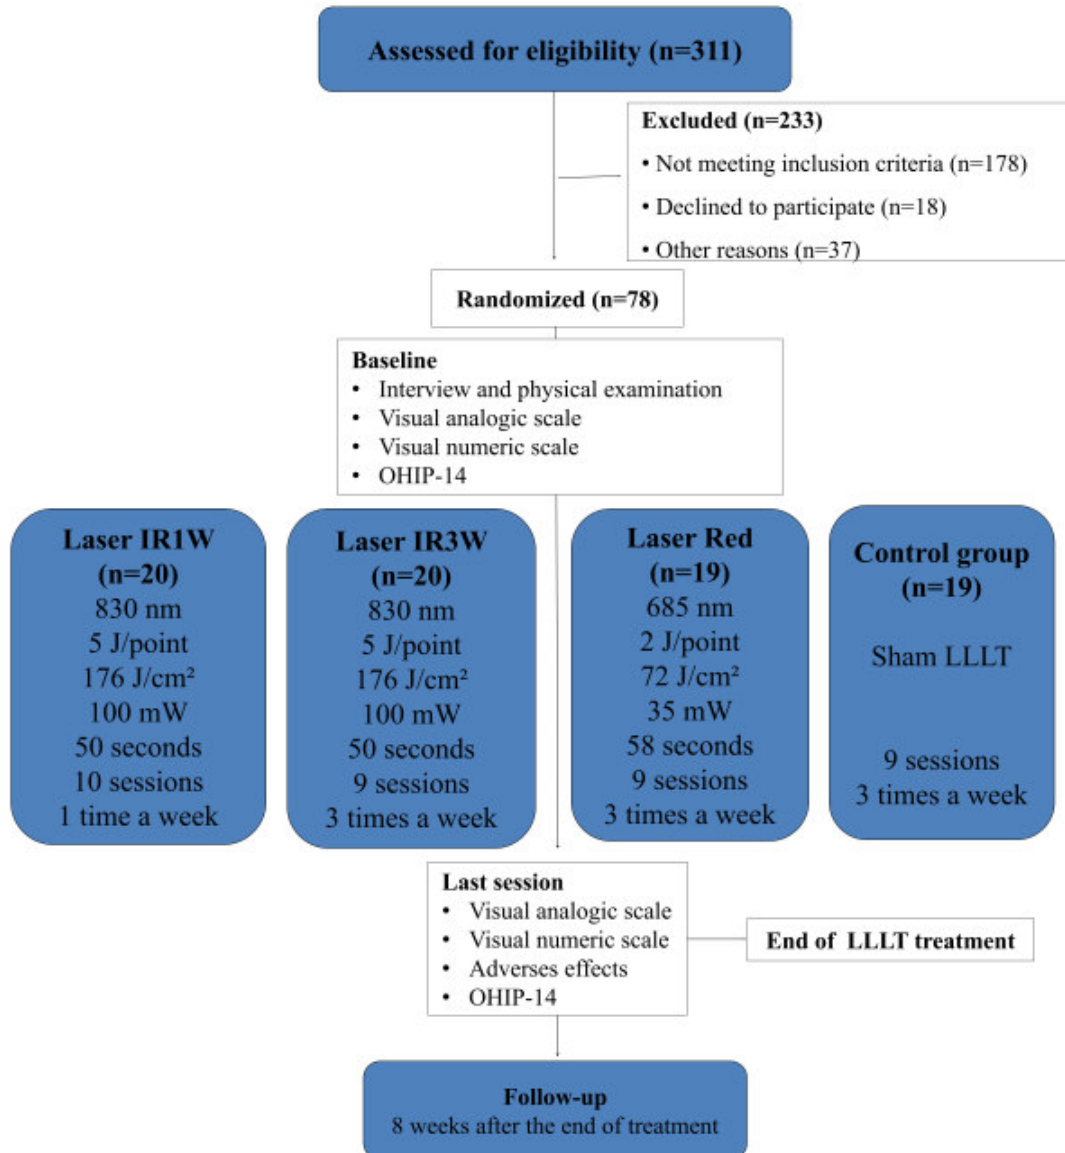 Assessed for eligibility (n=311)
Excluded (n=233)
• Not meeting inclusion criteria (n=178)
• Declined to participate (n=18)
• Other reasons (n=37)
Randomized (n=78)
Baseline
• Interview and physical examination
• Visual analogic scale
• Visual numeric scale
• OHIP-14
Laser IR1W
(n=20)
830 nm
5 J/point
176 J/cm²
100 mW
50 seconds
10 sessions
1 time a week
Laser IR3W
(n=20)
830 nm
5 J/point
176 J/cm²
100 mW
50 seconds
9 sessions
3 times a week
Laser Red
(n=19)
685 nm
2 J/point
72 J/cm²
35 mW
58 seconds
9 sessions
3 times a week
Control group
(n=19)
Sham LLLT
9 sessions
3 times a week
Last session
• Visual analogic scale
• Visual numeric scale
• Adverses effects
• OHIP-14
End of LLLT treatment
Follow-up
8 weeks after the end of treatment